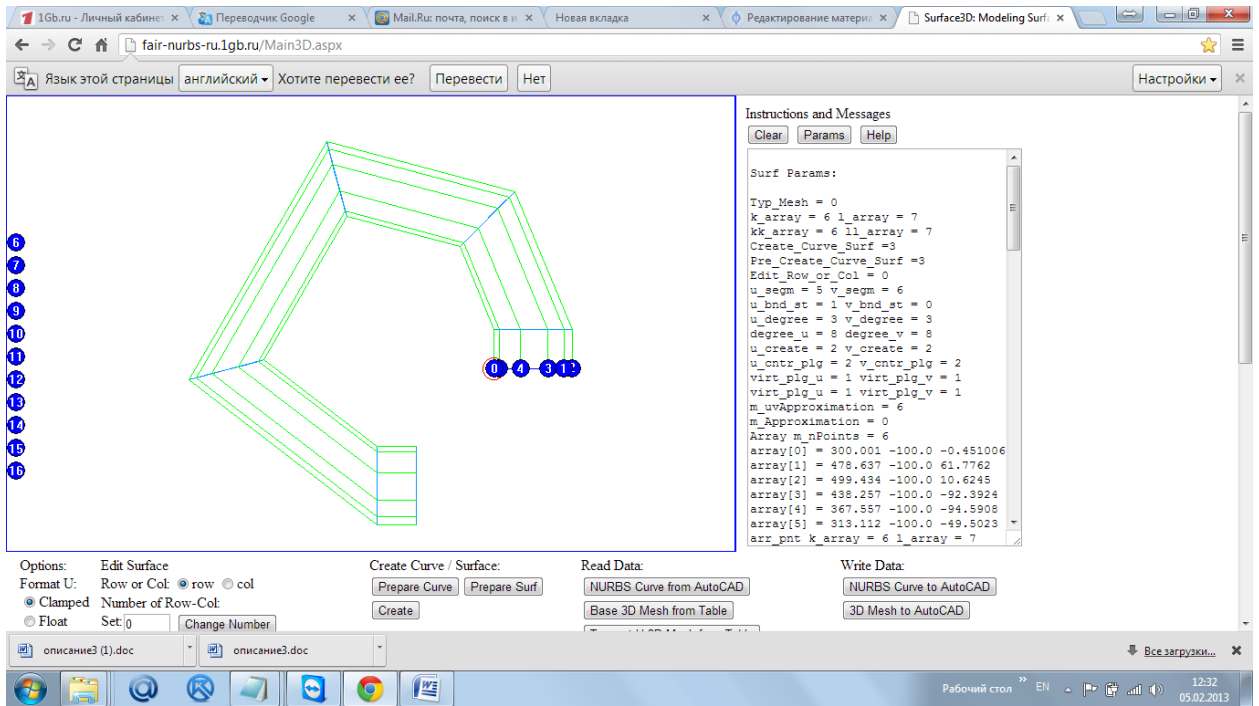 1Gb.ru - Личный кабинет
Переводчик Google
Mail.Ru: почта, поиск в и
Новая вкладка
Редактирование материа
Surface3D: Modeling Surfa
fair-nurbs-ru.1gb.ru/Main3D.aspx
Язык этой страницы английский Хотите перевести ее? Перевести Нет Настройки
Instructions and Messages
Clear Params Help
Surf Params:
Typ_Mesh = 0
k_array = 6 l_array = 7
kk_array = 6 ll_array = 7
Create_Curve_Surf =3
Pre_Create_Curve_Surf =3
Edit_Row_or_Col = 0
u_segm = 5 v_segm = 6
u_bnd_st = 1 v_bnd_st = 0
u_degree = 3 v_degree = 3
degree_u = 8 degree_v = 8
u_create = 2 v_create = 2
u_cntr_plg = 2 v_cntr_plg = 2
virt_plg_u = 1 virt_plg_v = 1
virt_plg_u = 1 virt_plg_v = 1
m_uvApproximation = 6
m_Approximation = 0
Array m_nPoints = 6
array[0] = 300.001 -100.0 -0.451006
array[1] = 478.637 -100.0 61.7762
array[2] = 499.434 -100.0 10.6245
array[3] = 438.257 -100.0 -92.3924
array[4] = 367.557 -100.0 -94.5908
array[5] = 313.112 -100.0 -49.5023
arr_pnt k_array = 6 l_array = 7
6
7
8
9
10
11
12
13
14
15
16
0 4 3 1
Options: Edit Surface Create Curve / Surface: Read Data: Write Data:
Format U: Row or Col: row col Prepare Curve Prepare Surf NURBS Curve from AutoCAD NURBS Curve to AutoCAD
Clamped Number of Row-Col: Create Base 3D Mesh from Table 3D Mesh to AutoCAD
Float Set: 0 Change Number
описание3 (1).doc описание3.doc Все загрузки...
Рабочий стол EN 12:32
05.02.2013